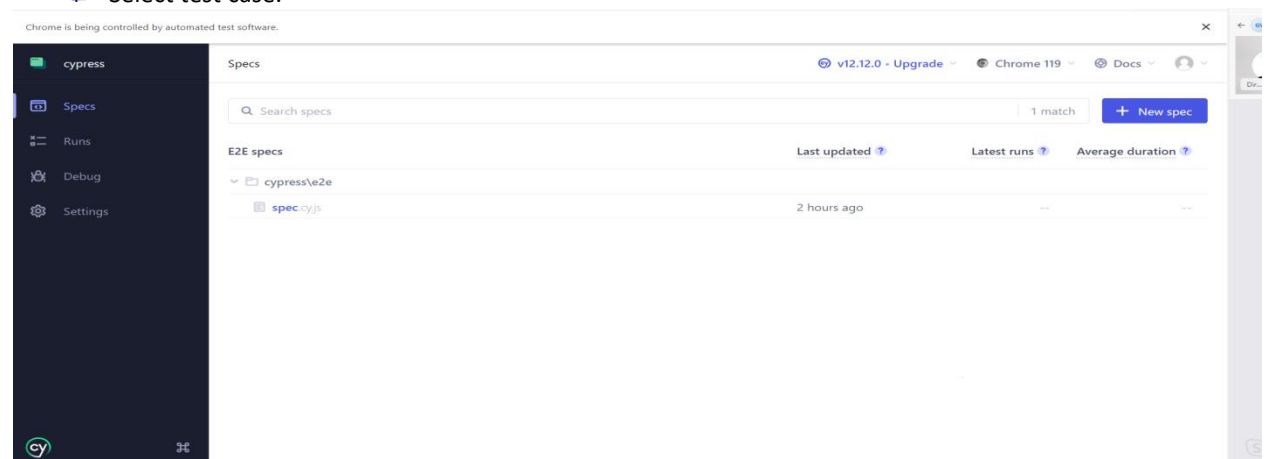 Select test case:
Chrome is being controlled by automated test software.
cypress
Specs v12.12.0 - Upgrade Chrome 119 Docs
Specs
Search specs 1 match + New spec
Runs
E2E specs Last updated ? Latest runs ? Average duration ?
Debug
cypress\e2e
Settings
spec.cy.js 2 hours ago -- --
cy